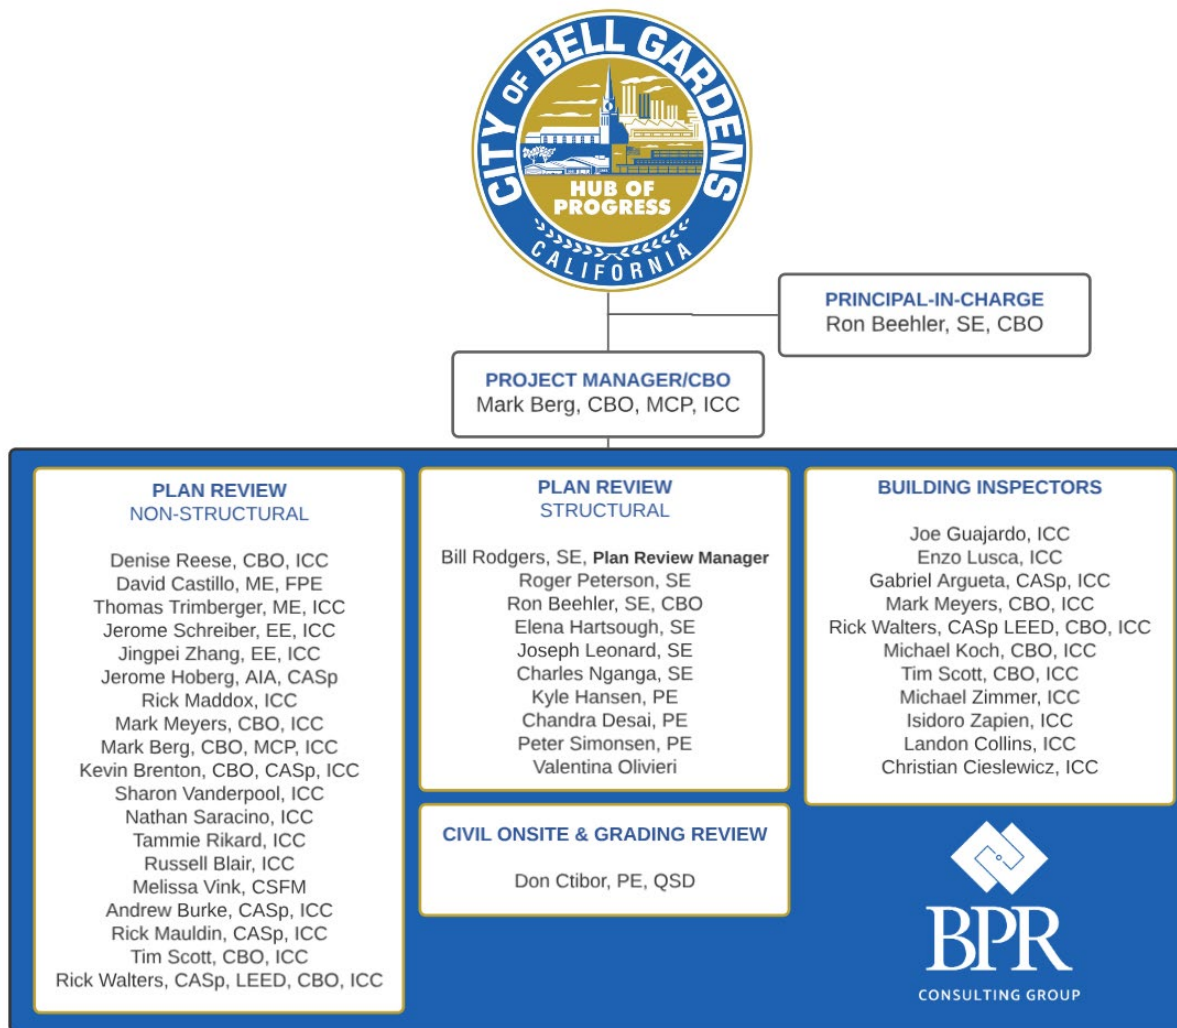 CITY OF BELL GARDENS
HUB OF
PROGRESS
CALIFORNIA
PRINCIPAL-IN-CHARGE
Ron Beehler, SE, CBO
PROJECT MANAGER/CBO
Mark Berg, CBO, MCP, ICC
PLAN REVIEW
NON-STRUCTURAL
Denise Reese, CBO, ICC
David Castillo, ME, FPE
Thomas Trimberger, ME, ICC
Jerome Schreiber, EE, ICC
Jingpei Zhang, EE, ICC
Jerome Hoberg, AIA, CASp
Rick Maddox, ICC
Mark Meyers, CBO, ICC
Mark Berg, CBO, MCP, ICC
Kevin Brenton, CBO, CASp, ICC
Sharon Vanderpool, ICC
Nathan Saracino, ICC
Tammie Rikard, ICC
Russell Blair, ICC
Melissa Vink, CSFM
Andrew Burke, CASp, ICC
Rick Mauldin, CASp, ICC
Tim Scott, CBO, ICC
Rick Walters, CASp, LEED, CBO, ICC
PLAN REVIEW
STRUCTURAL
Bill Rodgers, SE, Plan Review Manager
Roger Peterson, SE
Ron Beehler, SE, CBO
Elena Hartsough, SE
Joseph Leonard, SE
Charles Nganga, SE
Kyle Hansen, PE
Chandra Desai, PE
Peter Simonsen, PE
Valentina Olivieri
CIVIL ONSITE & GRADING REVIEW
Don Ctibor, PE, QSD
BUILDING INSPECTORS
Joe Guajardo, ICC
Enzo Lusca, ICC
Gabriel Argueta, CASp, ICC
Mark Meyers, CBO, ICC
Rick Walters, CASp LEED, CBO, ICC
Michael Koch, CBO, ICC
Tim Scott, CBO, ICC
Michael Zimmer, ICC
Isidoro Zapien, ICC
Landon Collins, ICC
Christian Cieslewicz, ICC
BPR
CONSULTING GROUP